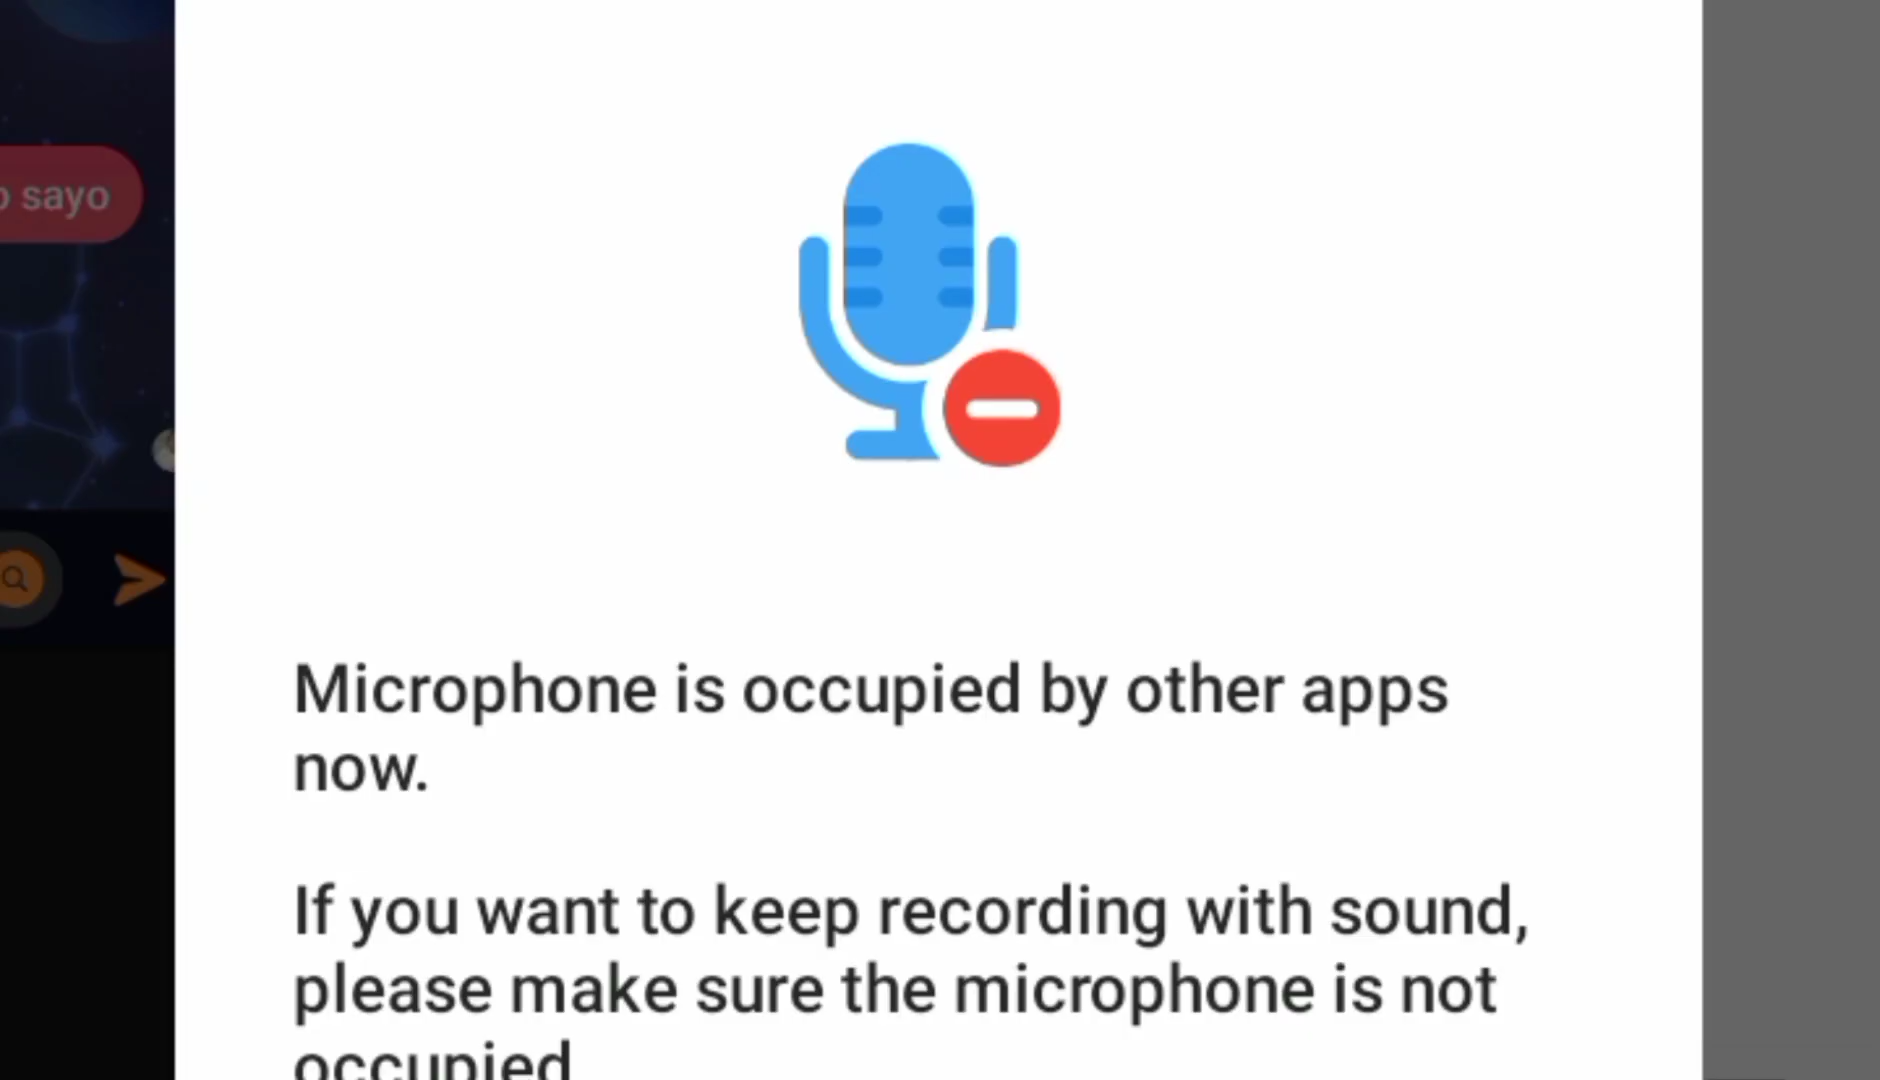 sayo
Microphone is occupied by other apps
now.
If you want to keep recording with sound,
please make sure the microphone is not
occupied